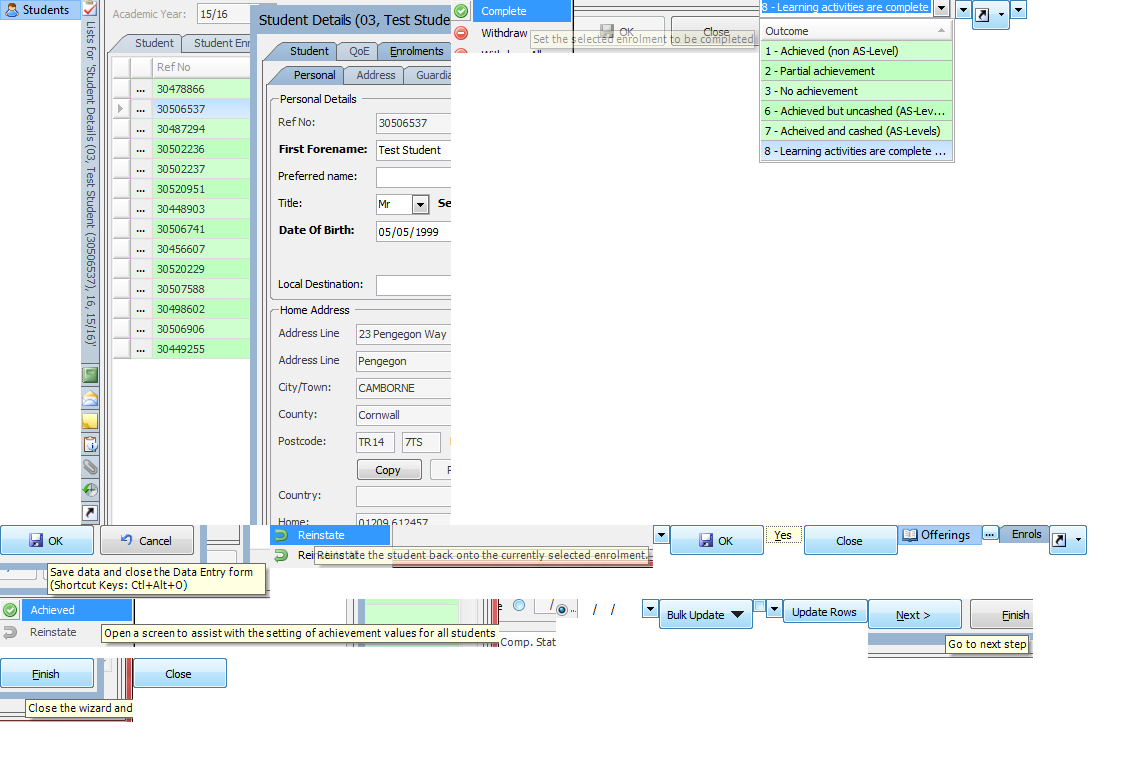 Students
Lists for 'Student Details (03, Test Student (30506537), 16, 15/16)'
Academic Year: 15/16
Student
Student Enr
Ref No
... 30478866
... 30506537
... 30487294
... 30502236
... 30502237
... 30520951
... 30448903
... 30506741
... 30456607
... 30520229
... 30507588
... 30498602
... 30506906
... 30449255
Student Details (03, Test Stude
Student QoE Enrolments
Personal Address Guardia
Personal Details
Ref No: 30506537
First Forename: Test Student
Preferred name:
Title: Mr Se
Date Of Birth: 05/05/1999
Local Destination:
Home Address
Address Line 23 Pengegon Way
Address Line Pengegon
City/Town: CAMBORNE
County: Cornwall
Postcode: TR14 7TS
Copy
Country:
Home: 01209 612457
Complete
Withdraw
Set the selected enrolment to be completed
OK
Close
8 - Learning activities are complete
Outcome
1 - Achieved (non AS-Level)
2 - Partial achievement
3 - No achievement
6 - Achieved but uncashed (AS-Lev...
7 - Acheived and cashed (AS-Levels)
8 - Learning activities are complete ...
OK
Cancel
Save data and close the Data Entry form
(Shortcut Keys: Ctl+Alt+O)
Reinstate
Reinstate the student back onto the currently selected enrolment.
OK
Yes
Close
Offerings
...
Enrols
Achieved
Reinstate
Open a screen to assist with the setting of achievement values for all students
Comp. Stat
/ /
Bulk Update
Update Rows
Next >
Finish
Go to next step
Finish
Close
Close the wizard and